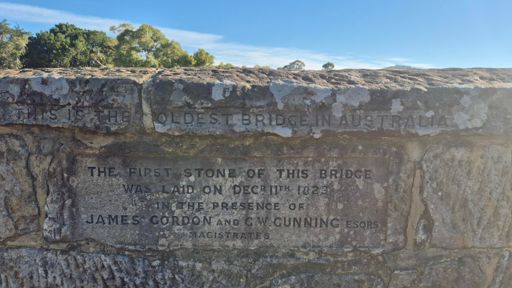 THIS IS THE OLDEST BRIDGE IN AUSTRALIA
THE FIRST STONE OF THIS BRIDGE
WAS LAID ON DECR 11TH 1823
IN THE PRESENCE OF
JAMES GORDON AND G.W. GUNNING ESQRS
MAGISTRATES